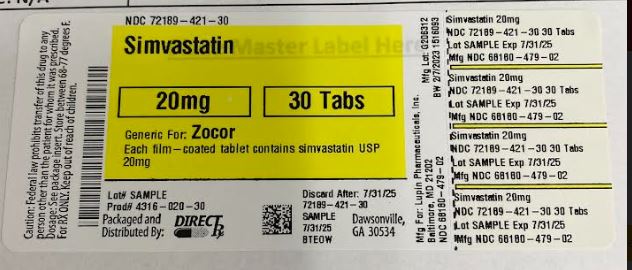 NDC 72189-421-30
Simvastatin
Master Label Here
20mg
30 Tabs
Generic For: Zocor
Each film-coated tablet contains simvastatin USP
20mg
Lot# SAMPLE
Prod# 4316-020-30
Packaged and
Distributed By:
DIRECT Rx
Discard After: 7/31/25
72189-421-30
SAMPLE
7/31/25
BTEOW
Dawsonville,
GA 30534
Caution: Federal law prohibits transfer of this drug to any
person other than the patient for whom it was prescribed.
Dosage: See package insert. Store between 68-77 degrees F.
For RX ONLY. Keep out of reach of children.
Mfg Lot: G206312
BW 2/7/2023 1516093
Mfg For: Lupin Pharmaceuticals, Inc.
Baltimore, MD 21202
NDC 68180-479-02
Simvastatin 20mg
NDC 72189-421-30 30 Tabs
Lot SAMPLE Exp 7/31/25
Mfg NDC 68180-479-02
Simvastatin 20mg
NDC 72189-421-30 30 Tabs
Lot SAMPLE Exp 7/31/25
Mfg NDC 68180-479-02
Simvastatin 20mg
NDC 72189-421-30 30 Tabs
Lot SAMPLE Exp 7/31/25
Mfg NDC 68180-479-02
Simvastatin 20mg
NDC 72189-421-30 30 Tabs
Lot SAMPLE Exp 7/31/25
Mfg NDC 68180-479-02